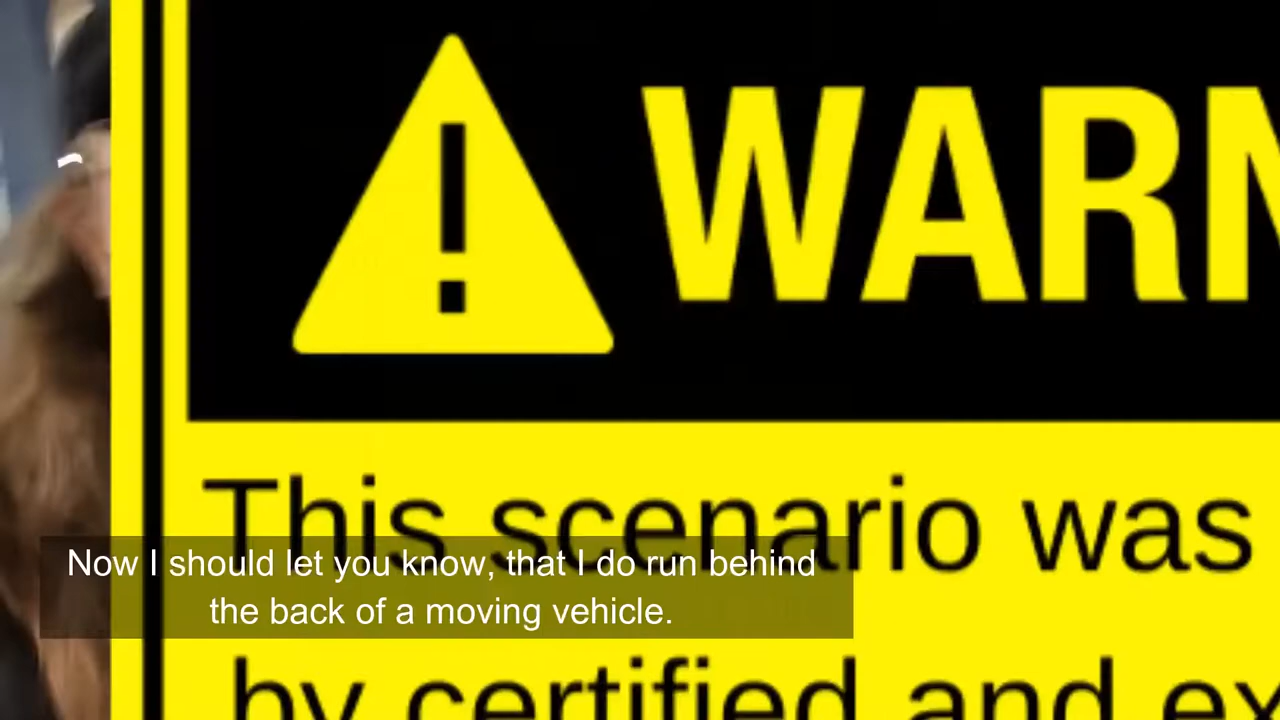 WARN
This scenario was
Now I should let you know, that I do run behind
the back of a moving vehicle.
by certified and ex